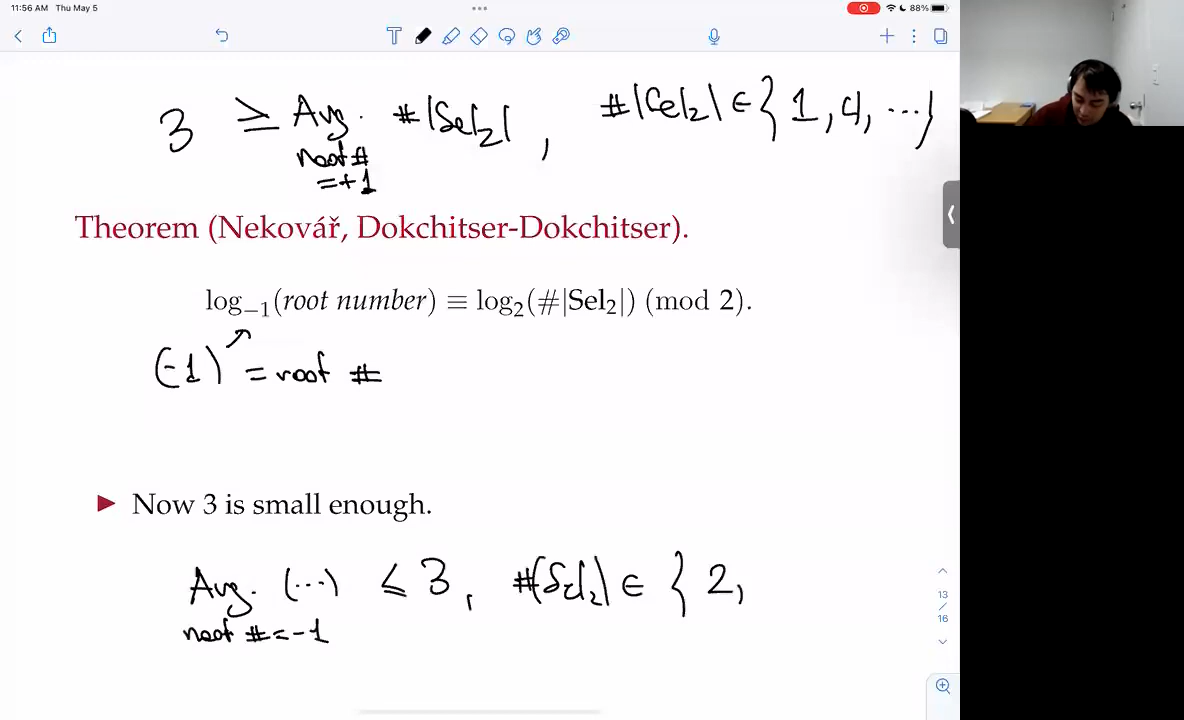 11:56 AM Thu May 5
88%
3 ≥ Avg. #|Sel₂|, #|Sel₂| ∈ {1, 4, ...}
root #
= +1
Theorem (Nekovář, Dokchitser-Dokchitser).
log₋₁(root number) ≡ log₂(#|Sel₂|) (mod 2).
(-1)↗ = root #
▶ Now 3 is small enough.
Avg. (...) ≤ 3, #|Sel₂| ∈ {2,
root # = -1
13
/
16